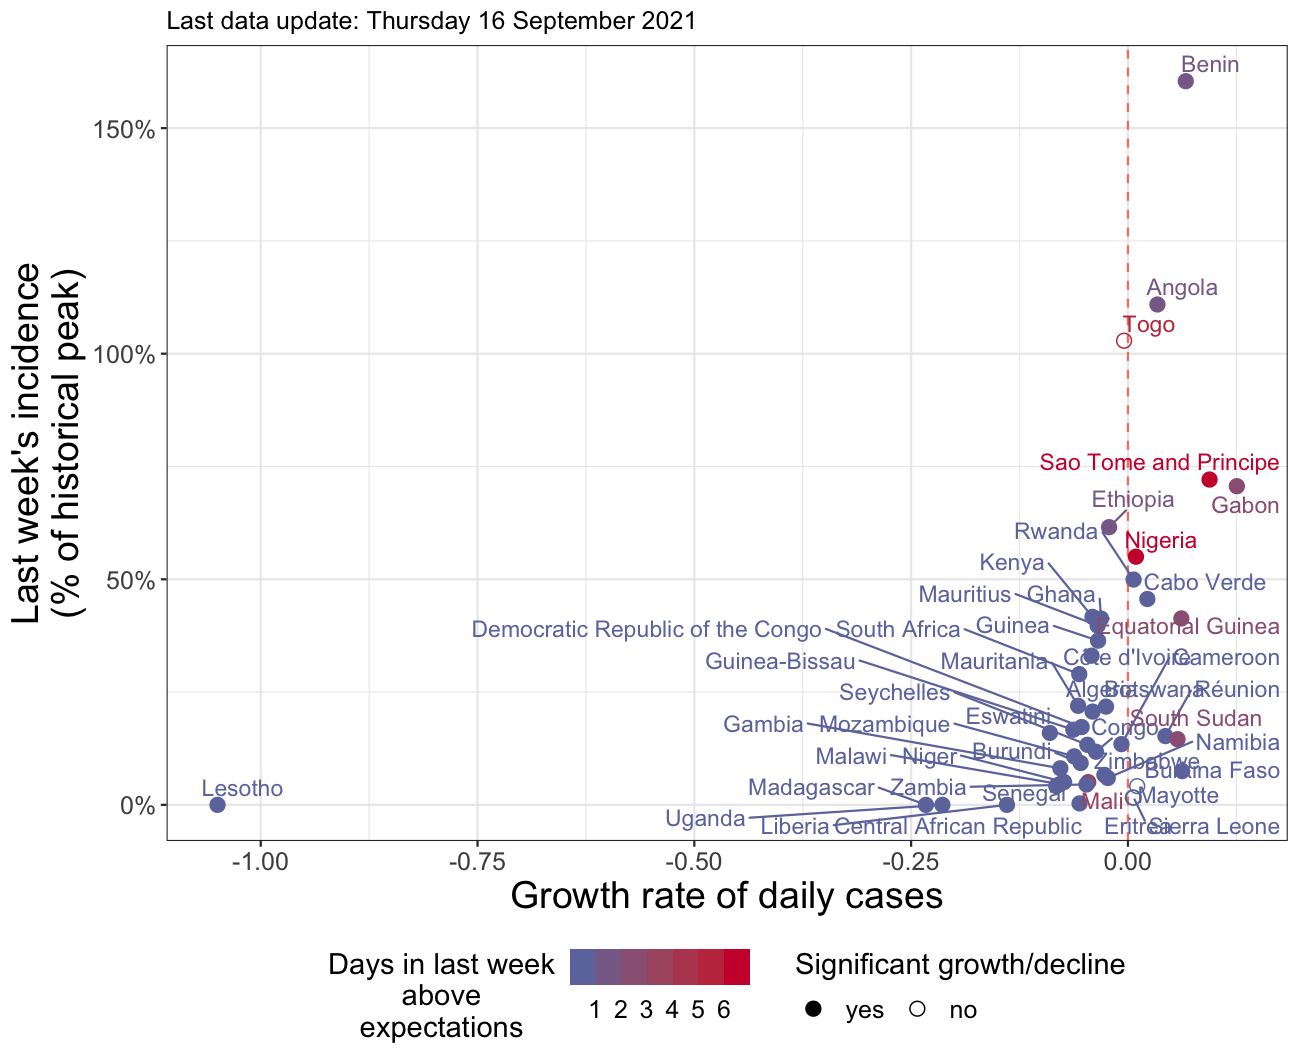 Last data update: Thursday 16 September 2021
Benin
150%
Angola
Togo
100%
Last week's incidence
(% of historical peak)
Sao Tome and Principe
Ethiopia
Gabon
Rwanda
Nigeria
Kenya
50%
Cabo Verde
Mauritius
Ghana
Democratic Republic of the Congo
South Africa
Guinea
Equatorial Guinea
Guinea-Bissau
Mauritania
Côte d'Ivoire
Cameroon
Seychelles
Algeria
Botswana
Réunion
Gambia
Mozambique
Eswatini
Congo
South Sudan
Malawi
Niger
Burundi
Zimbabwe
Namibia
Burkina Faso
Lesotho
Madagascar
Zambia
Senegal
Mali
Mayotte
0%
Uganda
Liberia
Central African Republic
Eritrea
Sierra Leone
-1.00
-0.75
-0.50
-0.25
0.00
Growth rate of daily cases
Days in last week
above
expectations
1 2 3 4 5 6
Significant growth/decline
yes
no